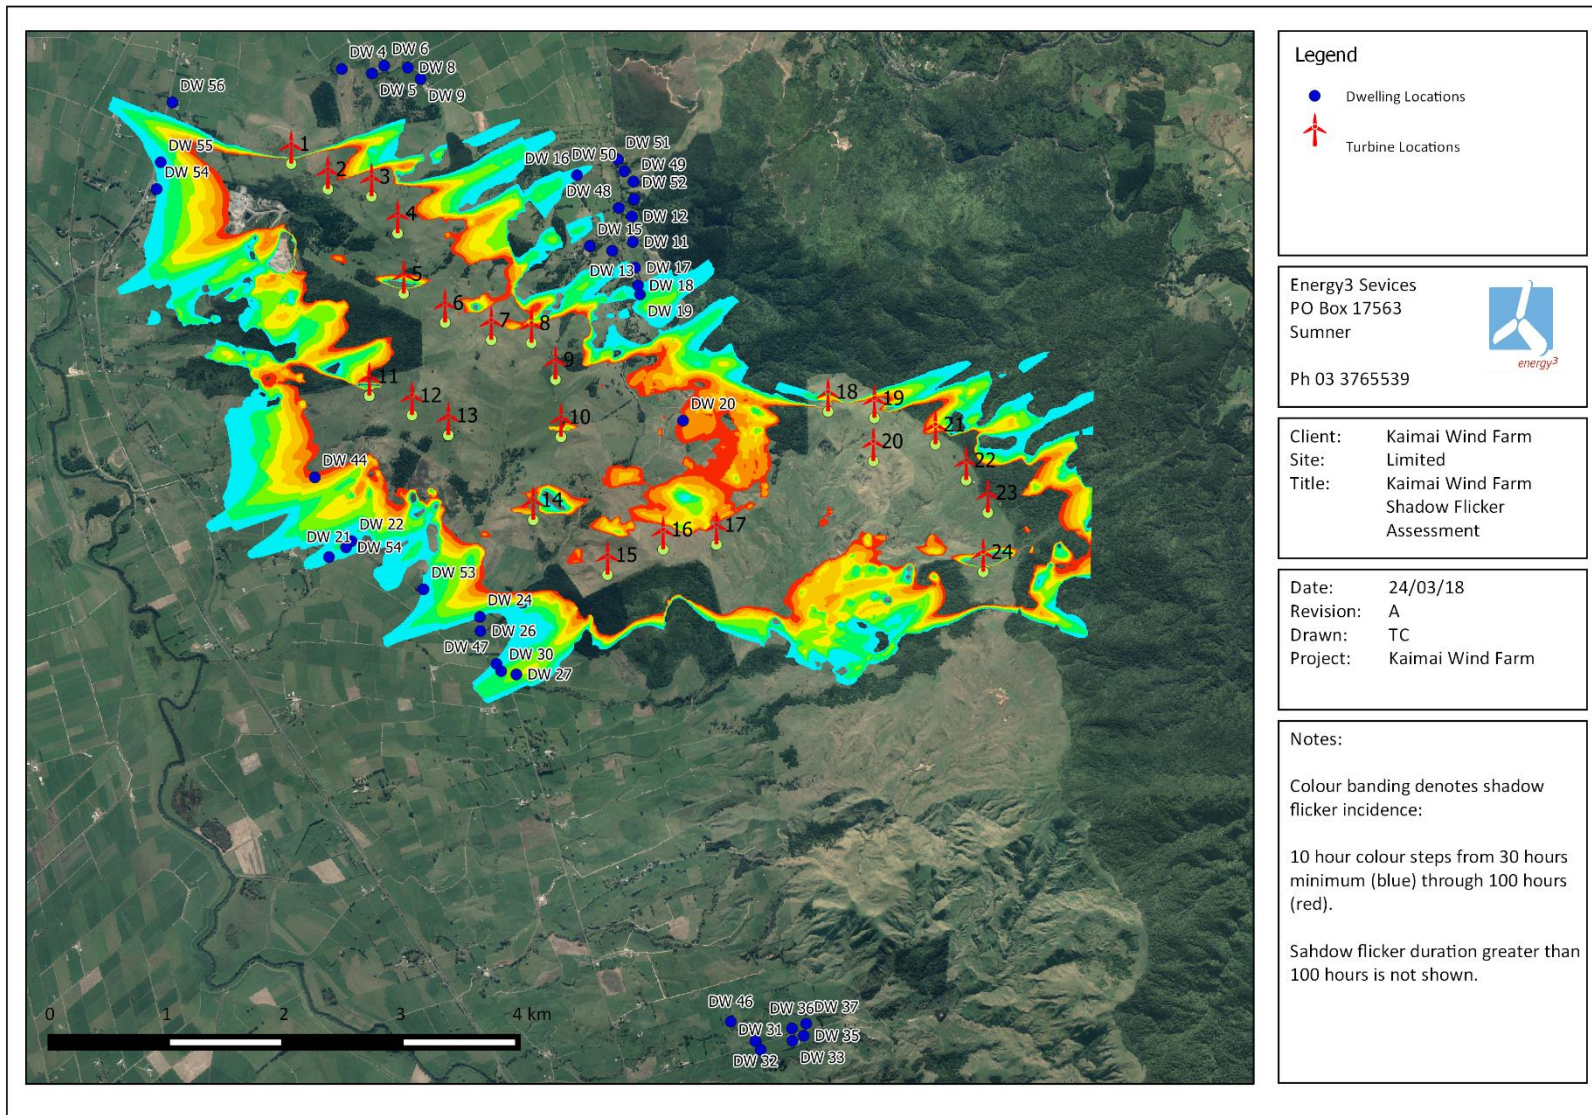 DW 4
DW 6
DW 8
DW 5
DW 9
DW 56
DW 55
DW 54
DW 16
DW 50
DW 51
DW 49
DW 48
DW 52
DW 12
DW 15
DW 11
DW 13
DW 17
DW 18
DW 19
DW 20
DW 44
DW 22
DW 21
DW 54
DW 53
DW 24
DW 26
DW 47
DW 30
DW 27
DW 46
DW 36
DW 37
DW 31
DW 35
DW 32
DW 33
1
2
3
4
5
6
7
8
9
10
11
12
13
14
15
16
17
18
19
20
21
22
23
24
0 1 2 3 4 km
Legend
Dwelling Locations
Turbine Locations
Energy3 Sevices
PO Box 17563
Sumner
Ph 03 3765539
energy3
Client: Kaimai Wind Farm
Site: Limited
Title: Kaimai Wind Farm
Shadow Flicker
Assessment
Date: 24/03/18
Revision: A
Drawn: TC
Project: Kaimai Wind Farm
Notes:
Colour banding denotes shadow
flicker incidence:
10 hour colour steps from 30 hours
minimum (blue) through 100 hours
(red).
Sahdow flicker duration greater than
100 hours is not shown.